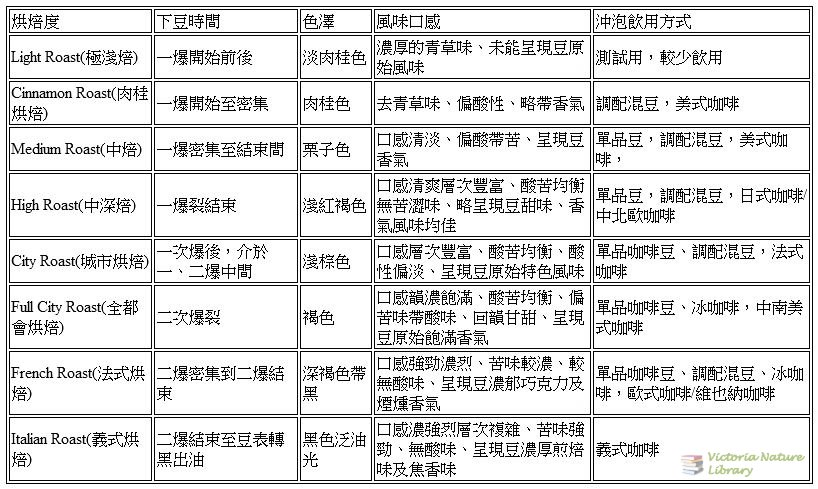 烘焙度 下豆時間 色澤 風味口感 沖泡飲用方式
Light Roast(極淺焙) 一爆開始前後 淡肉桂色 濃厚的青草味、未能呈現豆原
始風味 測試用，較少飲用
Cinnamon Roast(肉桂
烘焙) 一爆開始至密集 肉桂色 去青草味、偏酸性、略帶香氣 調配混豆，美式咖啡
Medium Roast(中焙) 一爆密集至結束間 栗子色 口感清淡、偏酸帶苦、呈現豆
香氣 單品豆，調配混豆，美式咖
啡，
High Roast(中深焙) 一爆裂結束 淺紅褐色 口感清爽層次豐富、酸苦均衡
無苦澀味、略呈現豆甜味、香
氣風味均佳 單品豆，調配混豆，日式咖啡/
中北歐咖啡
City Roast(城市烘焙) 一次爆後，介於
一、二爆中間 淺棕色 口感層次豐富、酸苦均衡、酸
性偏淡、呈現豆原始特色風味 單品咖啡豆、調配混豆，法式
咖啡
Full City Roast(全都
會烘焙) 二次爆裂 褐色 口感韻濃飽滿、酸苦均衡、偏
苦味帶酸味、回韻甘甜、呈現
豆原始飽滿香氣 單品咖啡豆、冰咖啡，中南美
式咖啡
French Roast(法式烘
焙) 二爆密集到二爆結
束 深褐色帶
黑 口感強勁濃烈、苦味較濃、較
無酸味、呈現豆濃郁巧克力及
煙燻香氣 單品咖啡豆、調配混豆、冰咖
啡，歐式咖啡/維也納咖啡
Italian Roast(義式烘
焙) 二爆結束至豆表轉
黑出油 黑色泛油
光 口感濃強烈層次複雜、苦味強
勁、無酸味、呈現豆濃厚煎焙
味及焦香味 義式咖啡
Victoria Nature
Library